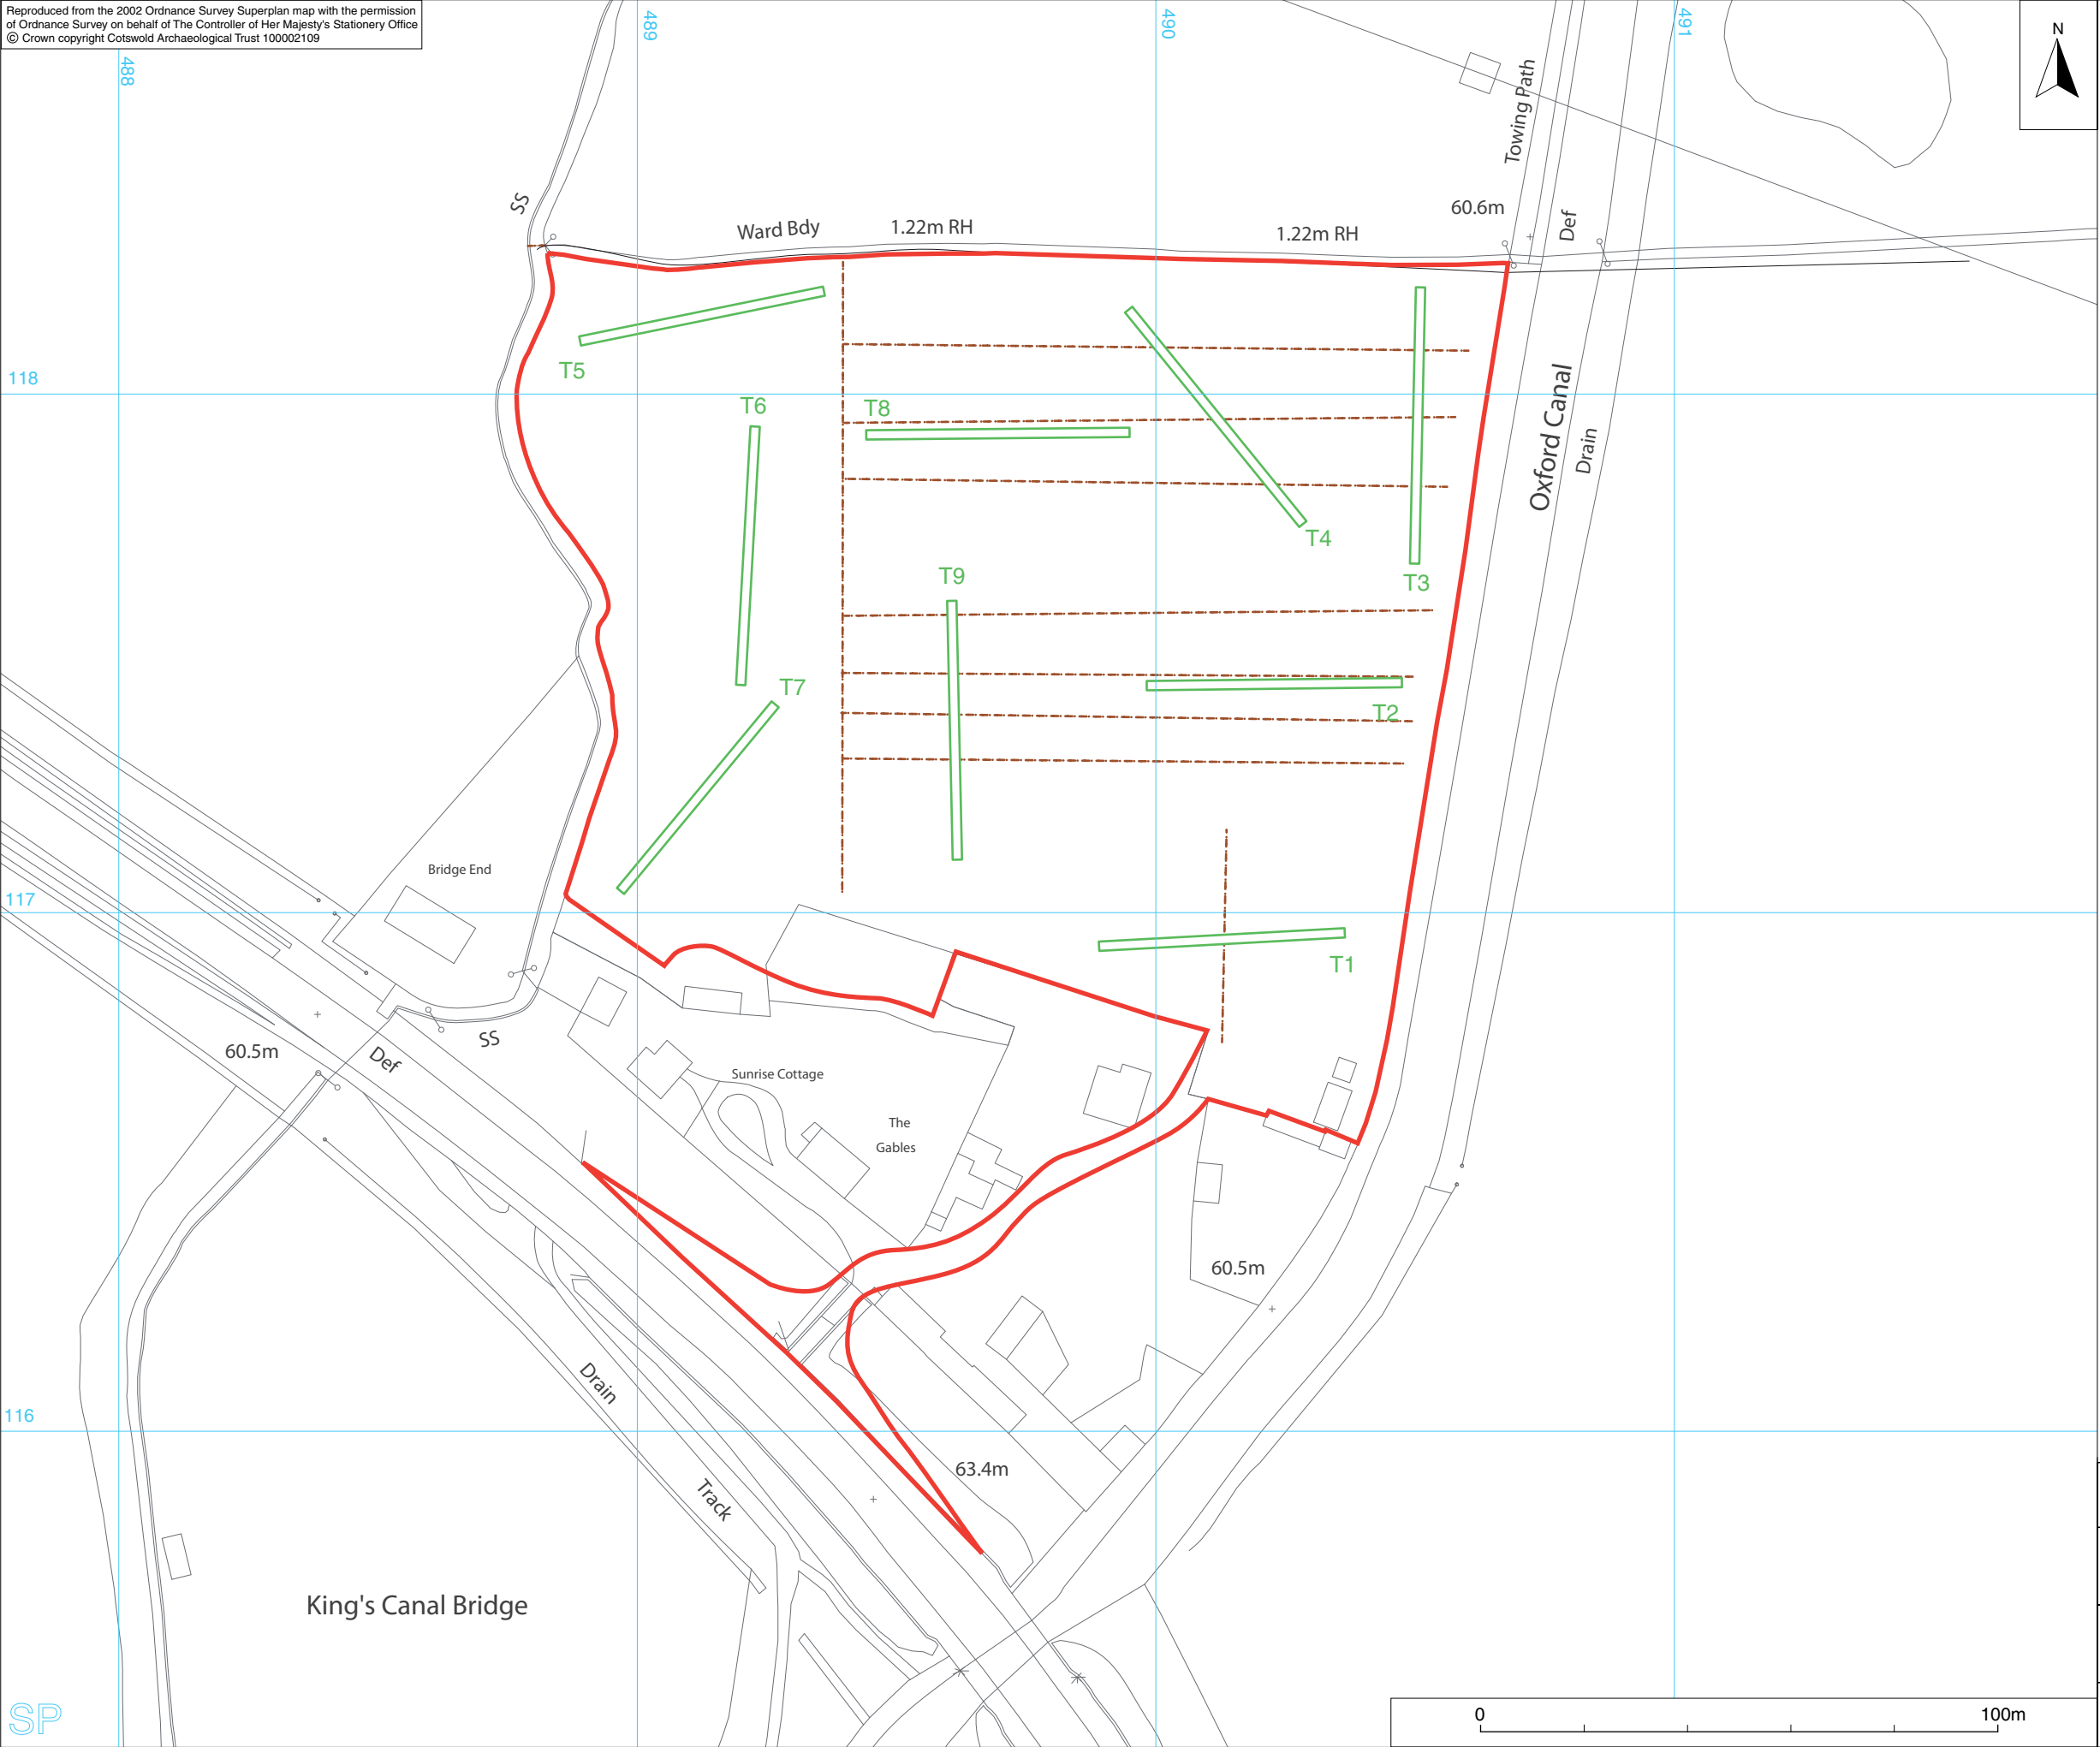 Reproduced from the 2002 Ordnance Survey Superplan map with the permission
of Ordnance Survey on behalf of The Controller of Her Majesty's Stationery Office
© Crown copyright Cotswold Archaeological Trust 100002109
488
489
490
491
N
Towing Path
SS
60.6m
Def
Ward Bdy
1.22m RH
1.22m RH
T5
118
T6
T8
Oxford Canal
Drain
T4
T9
T3
T7
T2
Bridge End
117
T1
SS
60.5m
Def
Sunrise Cottage
The
Gables
60.5m
Drain
116
63.4m
Track
King's Canal Bridge
SP
0
100m